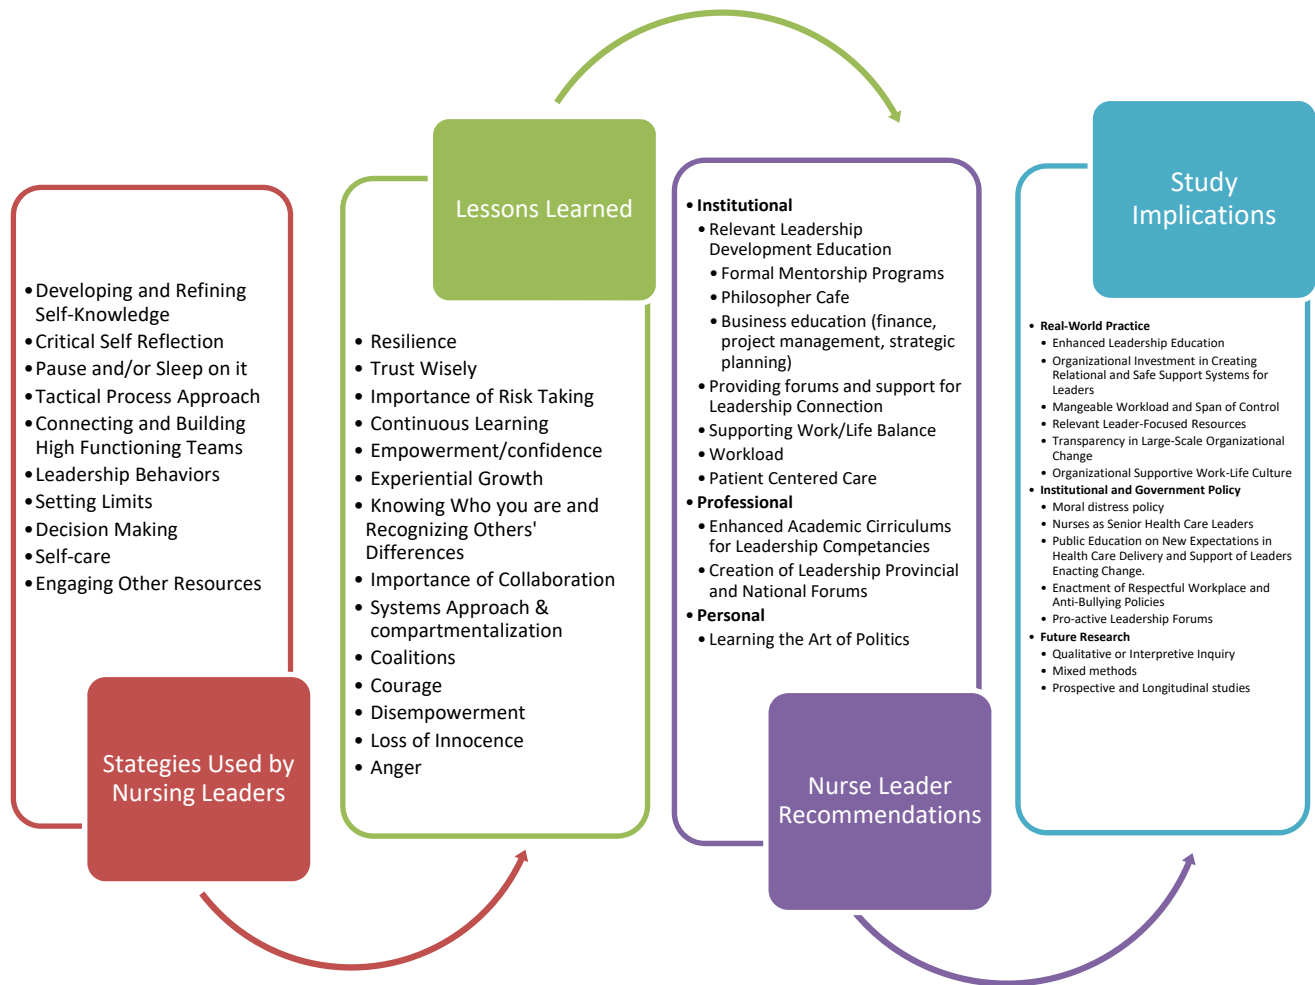 •Developing and Refining
Self-Knowledge
•Critical Self Reflection
•Pause and/or Sleep on it
•Tactical Process Approach
•Connecting and Building
High Functioning Teams
•Leadership Behaviors
•Setting Limits
•Decision Making
•Self-care
•Engaging Other Resources
Stategies Used by
Nursing Leaders
Lessons Learned
• Resilience
• Trust Wisely
• Importance of Risk Taking
• Continuous Learning
• Empowerment/confidence
• Experiential Growth
• Knowing Who you are and
Recognizing Others'
Differences
• Importance of Collaboration
• Systems Approach &
compartmentalization
• Coalitions
• Courage
• Disempowerment
• Loss of Innocence
• Anger
•Institutional
•Relevant Leadership
Development Education
•Formal Mentorship Programs
•Philosopher Cafe
•Business education (finance,
project management, strategic
planning)
•Providing forums and support for
Leadership Connection
•Supporting Work/Life Balance
•Workload
•Patient Centered Care
•Professional
•Enhanced Academic Cirriculums
for Leadership Competancies
•Creation of Leadership Provincial
and National Forums
•Personal
•Learning the Art of Politics
Nurse Leader
Recommendations
Study
Implications
• Real-World Practice
• Enhanced Leadership Education
• Organizational Investment in Creating
Relational and Safe Support Systems for
Leaders
• Mangeable Workload and Span of Control
• Relevant Leader-Focused Resources
• Transparency in Large-Scale Organizational
Change
• Organizational Supportive Work-Life Culture
• Institutional and Government Policy
• Moral distress policy
• Nurses as Senior Health Care Leaders
• Public Education on New Expectations in
Health Care Delivery and Support of Leaders
Enacting Change.
• Enactment of Respectful Workplace and
Anti-Bullying Policies
• Pro-active Leadership Forums
• Future Research
• Qualitative or Interpretive Inquiry
• Mixed methods
• Prospective and Longitudinal studies